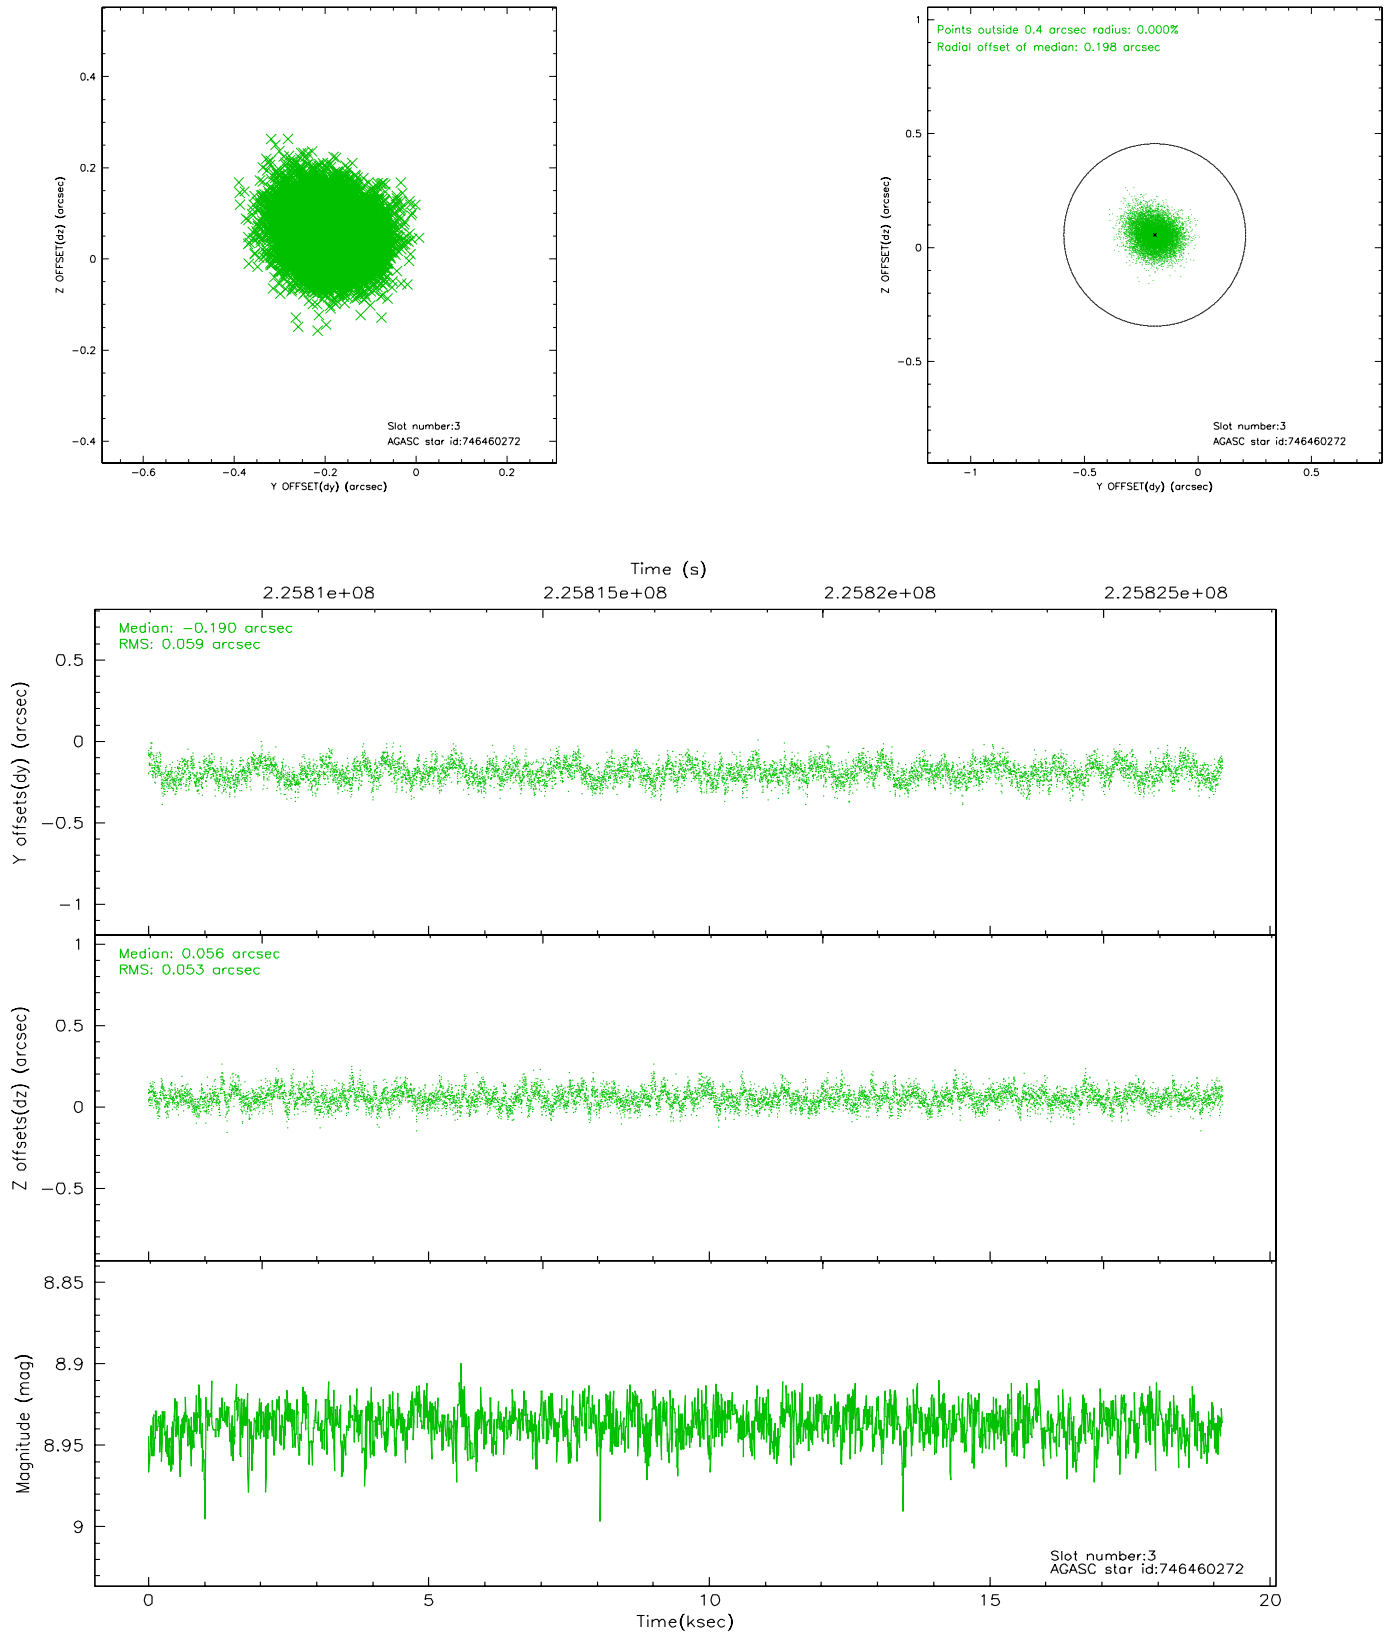 0.4
0.2
0
−0.2
−0.4
Z OFFSET(dz) (arcsec)
Slot number:3
AGASC star id:746460272
−0.6
−0.4
−0.2
0
0.2
Y OFFSET(dy) (arcsec)
Points outside 0.4 arcsec radius: 0.000%
Radial offset of median: 0.198 arcsec
1
0.5
0
−0.5
Z OFFSET(dz) (arcsec)
Slot number:3
AGASC star id:746460272
−1
−0.5
0
0.5
Y OFFSET(dy) (arcsec)
Time (s)
2.2581e+08
2.25815e+08
2.2582e+08
2.25825e+08
Median: −0.190 arcsec
RMS: 0.059 arcsec
0.5
0
−0.5
−1
Y offsets(dy) (arcsec)
Median: 0.056 arcsec
RMS: 0.053 arcsec
1
0.5
0
−0.5
Z offsets(dz) (arcsec)
8.85
8.9
8.95
9
Magnitude (mag)
Slot number:3
AGASC star id:746460272
0
5
10
15
20
Time(ksec)